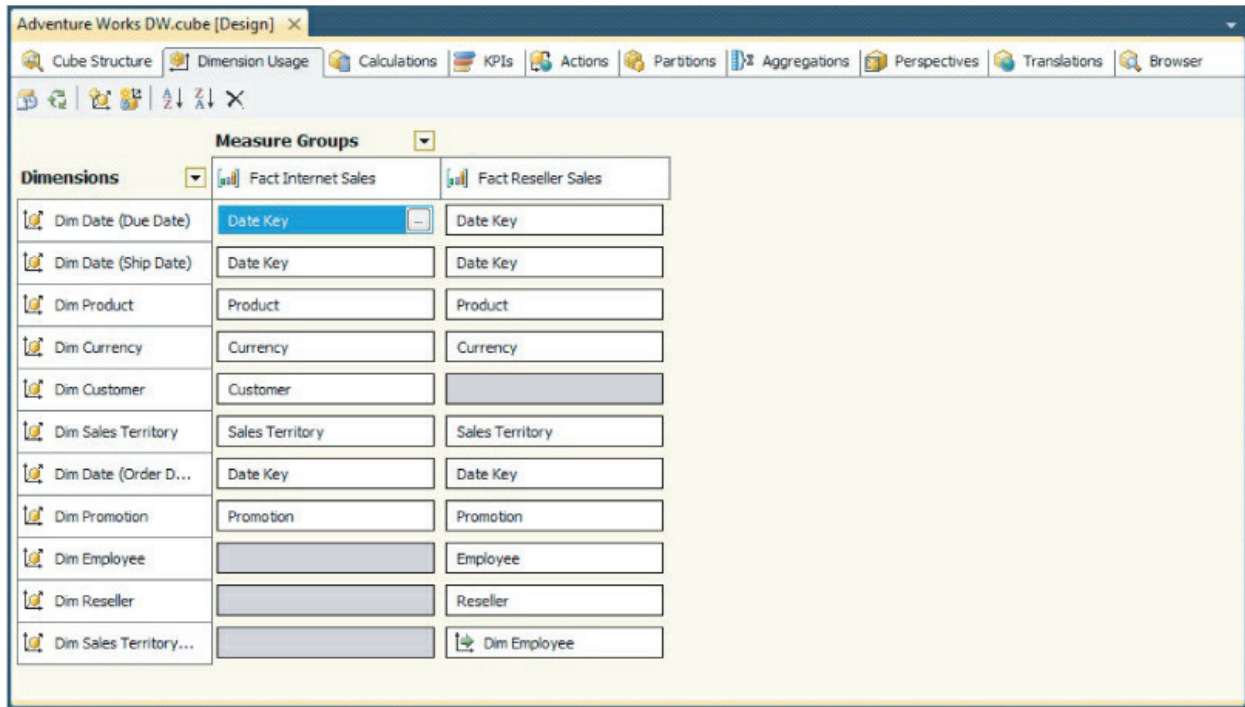 Adventure Works DW.cube [Design]
Cube Structure Dimension Usage Calculations KPIs Actions Partitions Aggregations Perspectives Translations Browser
Measure Groups
Dimensions Fact Internet Sales Fact Reseller Sales
Dim Date (Due Date) Date Key ... Date Key
Dim Date (Ship Date) Date Key Date Key
Dim Product Product Product
Dim Currency Currency Currency
Dim Customer Customer
Dim Sales Territory Sales Territory Sales Territory
Dim Date (Order D... Date Key Date Key
Dim Promotion Promotion Promotion
Dim Employee Employee
Dim Reseller Reseller
Dim Sales Territory... Dim Employee